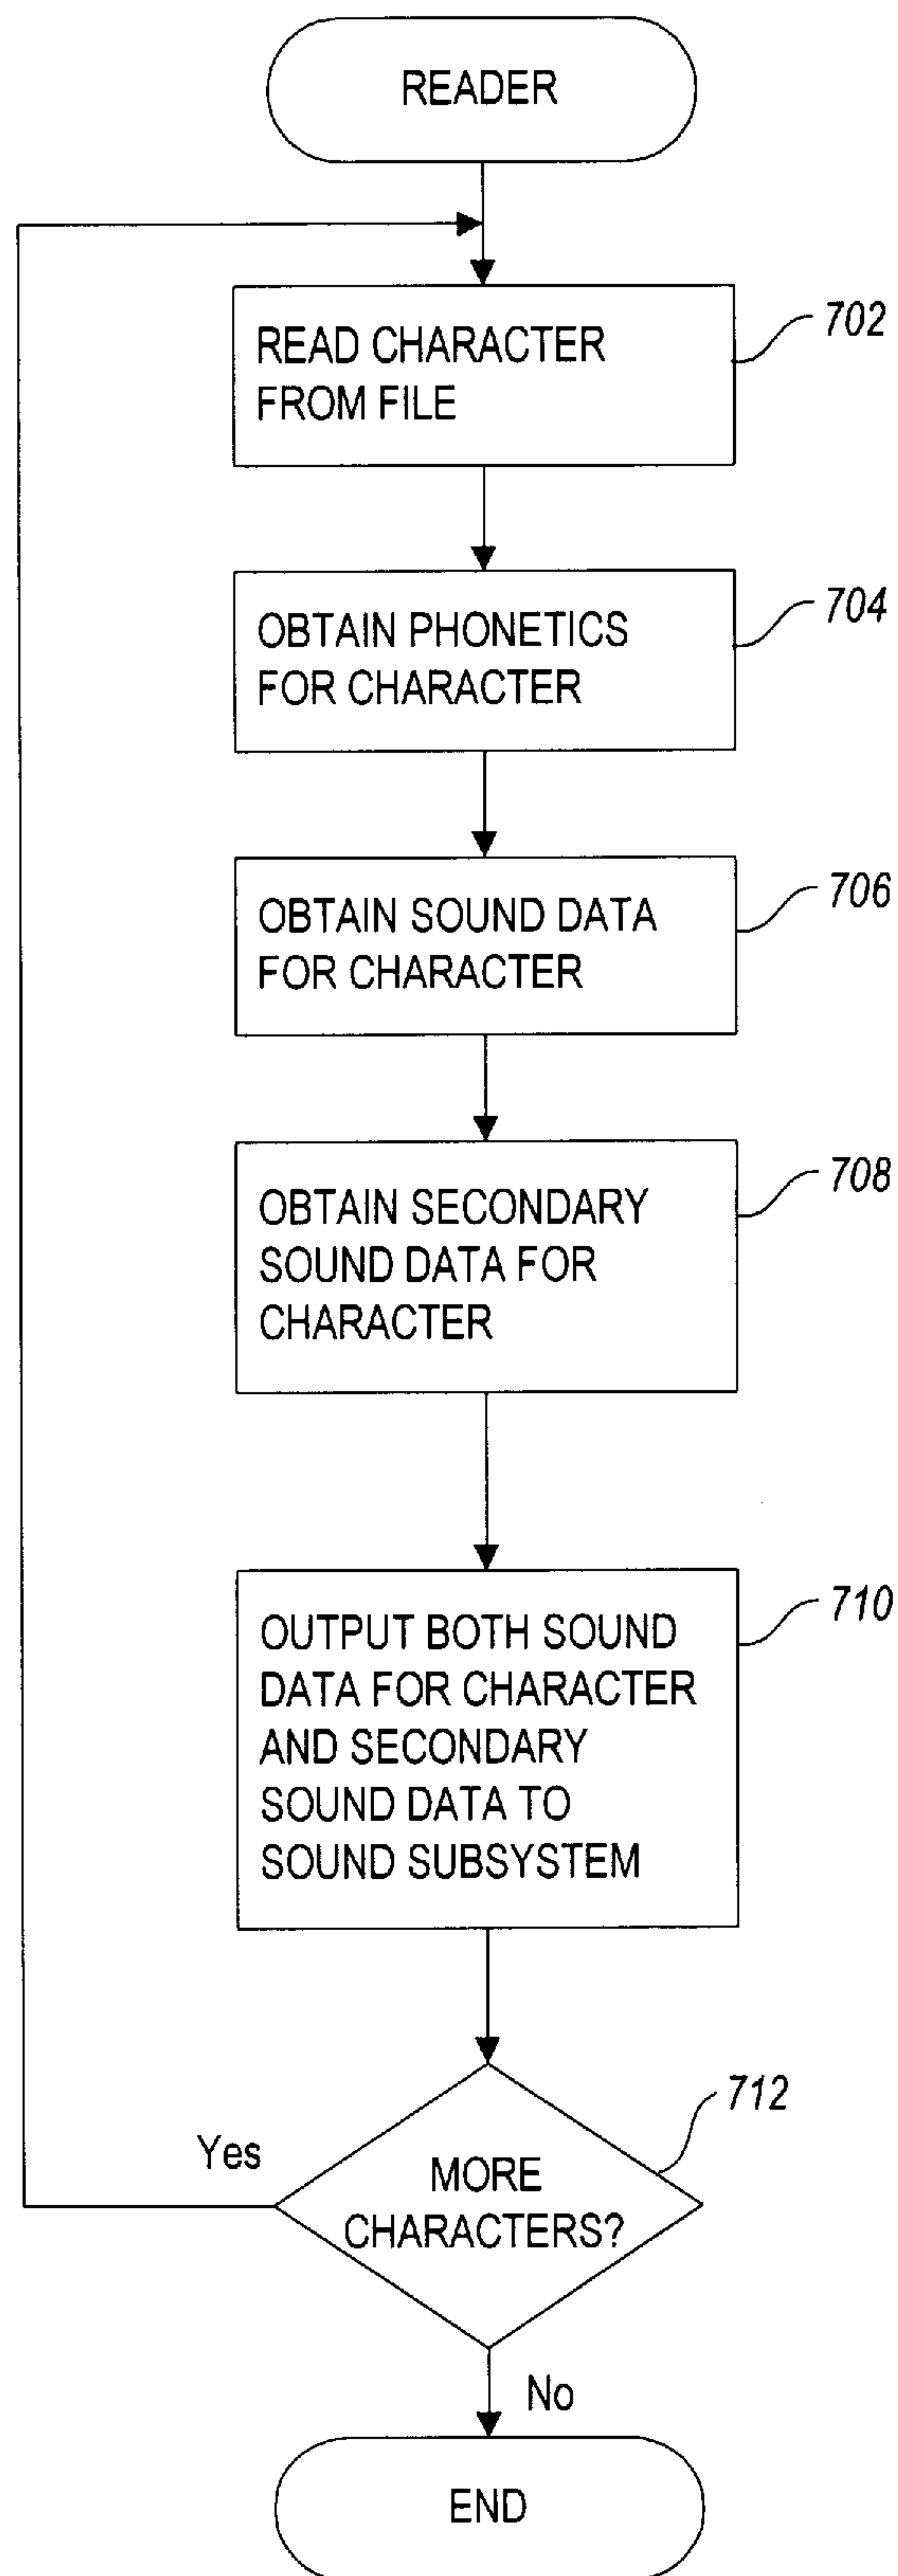 READER
READ CHARACTER
FROM FILE
702
OBTAIN PHONETICS
FOR CHARACTER
704
OBTAIN SOUND DATA
FOR CHARACTER
706
OBTAIN SECONDARY
SOUND DATA FOR
CHARACTER
708
OUTPUT BOTH SOUND
DATA FOR CHARACTER
AND SECONDARY
SOUND DATA TO
SOUND SUBSYSTEM
710
MORE
CHARACTERS?
712
Yes
No
END